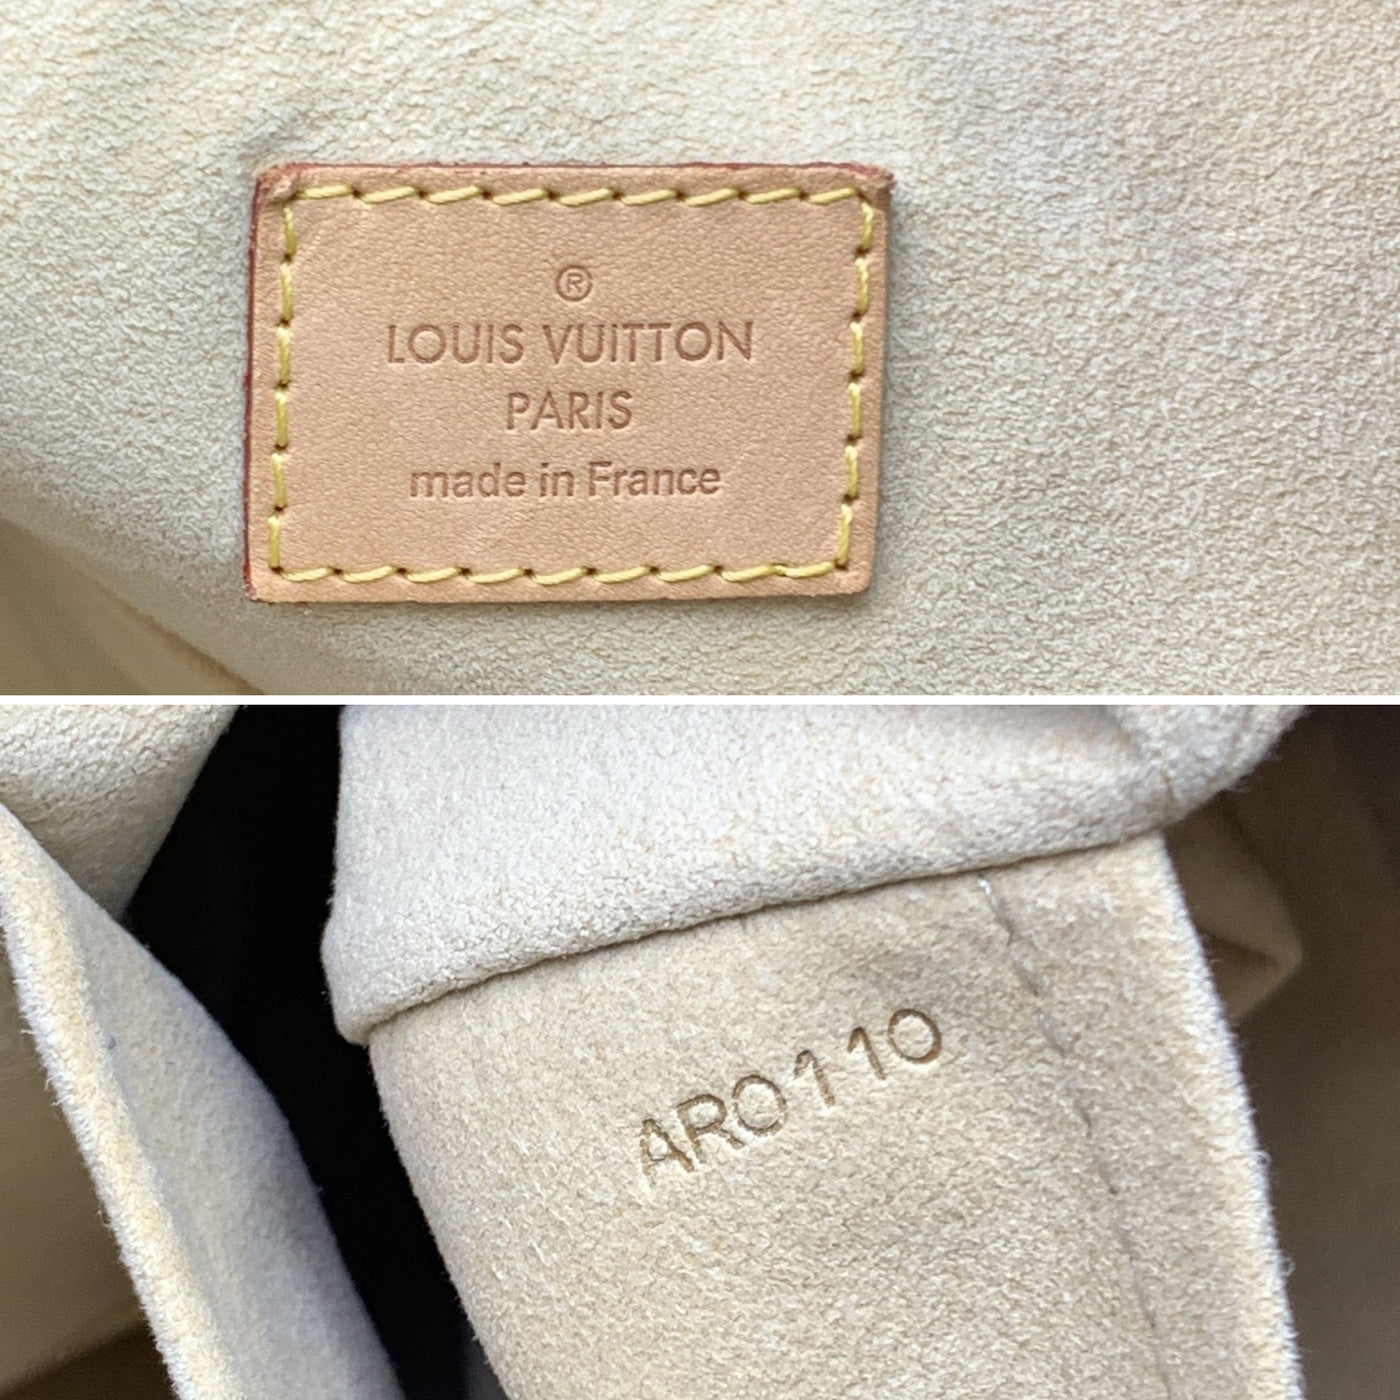 ®
LOUIS VUITTON
PARIS
made in France
AR0110